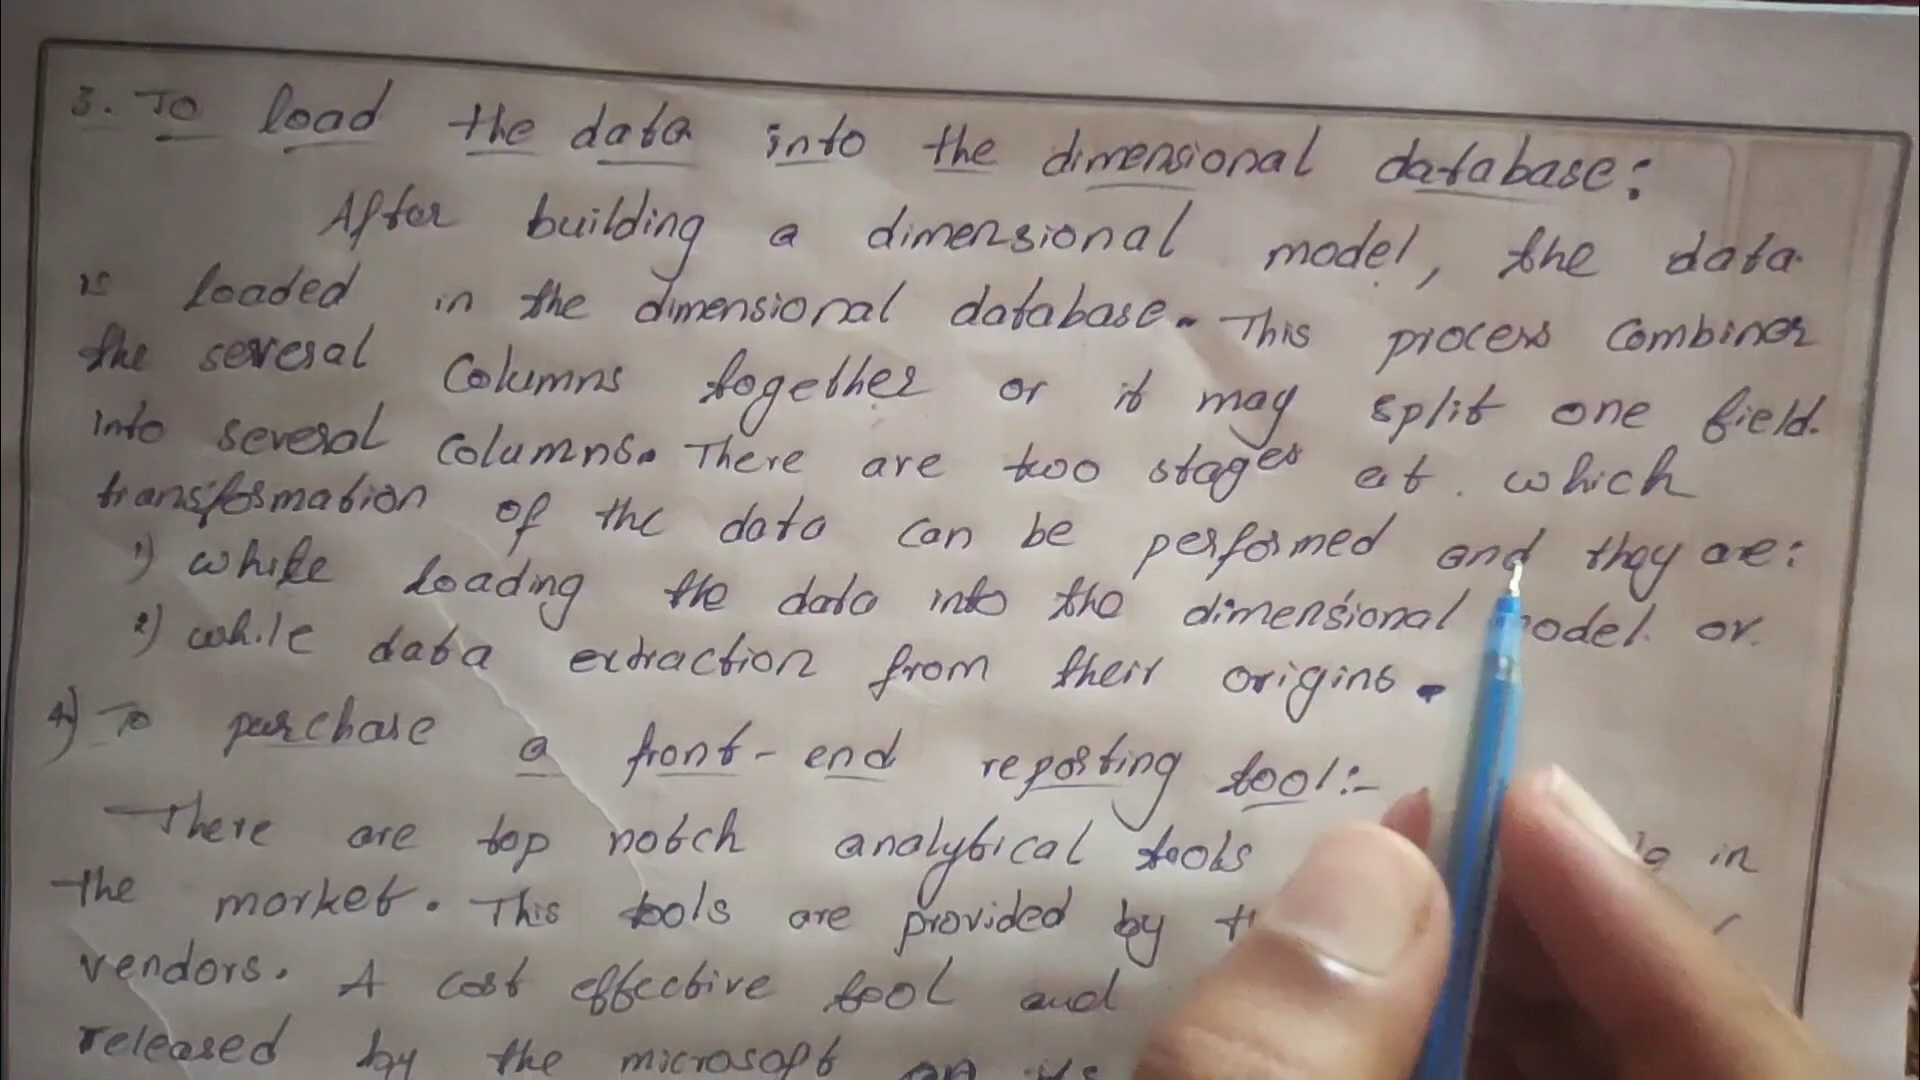 3. To load the data into the dimensional database:
After building a dimensional model, the data
is loaded in the dimensional database. This process combines
the several columns together or it may split one field.
into several columns. There are two stages at which
transformation of the data can be performed and they are:
1) while loading the data into the dimensional model or
2) while data extraction from their origins.
4) To purchase a front-end reporting tool:-
There are top notch analytical tools in
the market. This tools are provided by
vendors. A cost effective tool and
released by the microsoft on its